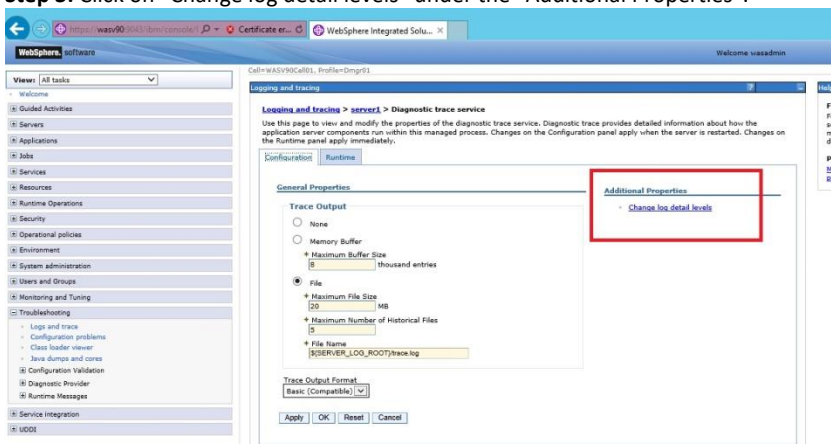 Step 3: Click on "Change log detail levels" under the "Additional Properties".
https://wasv90:9043/ibm/console/l
Certificate er...
WebSphere Integrated Solu...
WebSphere. software
Welcome wasadmin
View: All tasks
Welcome
Guided Activities
Servers
Applications
Jobs
Services
Resources
Runtime Operations
Security
Operational policies
Environment
System administration
Users and Groups
Monitoring and Tuning
Troubleshooting
Logs and trace
Configuration problems
Class loader viewer
Java dumps and cores
Configuration Validation
Diagnostic Provider
Runtime Messages
Service integration
UDDI
Cell=WASV90Cell01, Profile=Dmgr01
Logging and tracing
?
Logging and tracing > server1 > Diagnostic trace service
Use this page to view and modify the properties of the diagnostic trace service. Diagnostic trace provides detailed information about how the
application server components run within this managed process. Changes on the Configuration panel apply when the server is restarted. Changes on
the Runtime panel apply immediately.
Configuration
Runtime
General Properties
Trace Output
None
Memory Buffer
Maximum Buffer Size
8 thousand entries
File
Maximum File Size
20 MB
Maximum Number of Historical Files
5
File Name
${SERVER_LOG_ROOT}/trace.log
Trace Output Format
Basic (Compatible)
Apply OK Reset Cancel
Additional Properties
Change log detail levels
Help